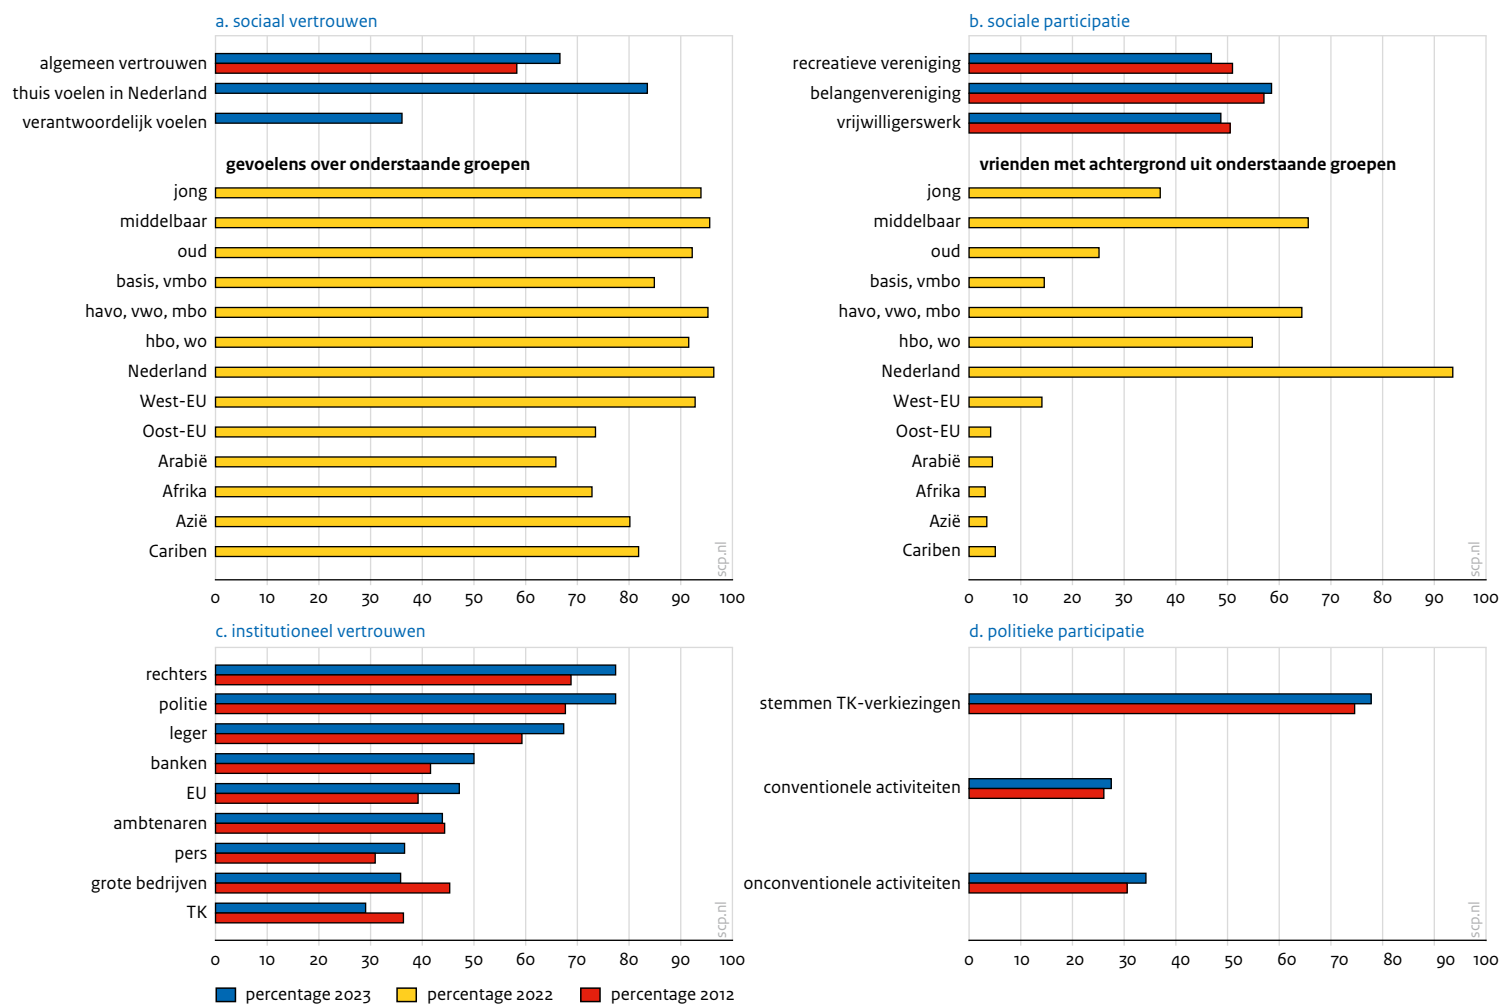 a. sociaal vertrouwen
algemeen vertrouwen
thuis voelen in Nederland
verantwoordelijk voelen
gevoelens over onderstaande groepen
jong
middelbaar
oud
basis, vmbo
havo, vwo, mbo
hbo, wo
Nederland
West-EU
Oost-EU
Arabië
Afrika
Azië
Cariben
scp.nl
0 10 20 30 40 50 60 70 80 90 100
b. sociale participatie
recreatieve vereniging
belangenvereniging
vrijwilligerswerk
vrienden met achtergrond uit onderstaande groepen
jong
middelbaar
oud
basis, vmbo
havo, vwo, mbo
hbo, wo
Nederland
West-EU
Oost-EU
Arabië
Afrika
Azië
Cariben
scp.nl
0 10 20 30 40 50 60 70 80 90 100
c. institutioneel vertrouwen
rechters
politie
leger
banken
EU
ambtenaren
pers
grote bedrijven
TK
scp.nl
0 10 20 30 40 50 60 70 80 90 100
d. politieke participatie
stemmen TK-verkiezingen
conventionele activiteiten
onconventionele activiteiten
scp.nl
0 10 20 30 40 50 60 70 80 90 100
percentage 2023 percentage 2022 percentage 2012